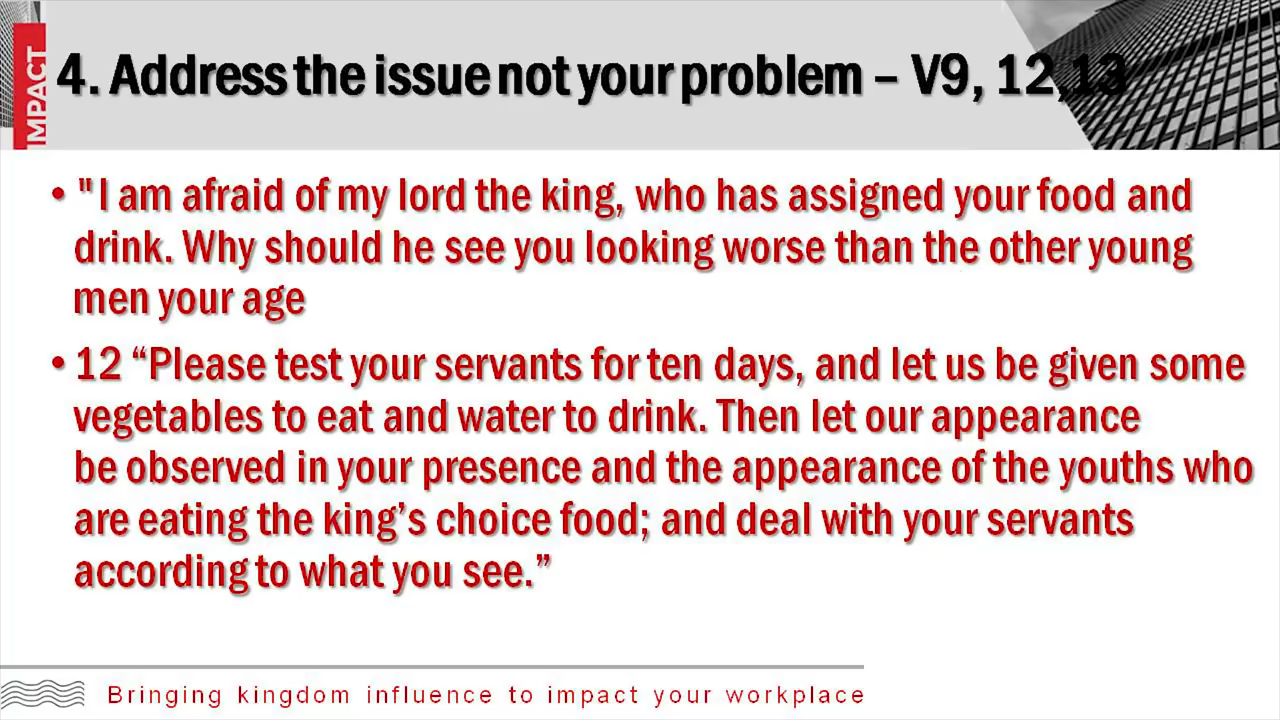 IMPACT
4. Address the issue not your problem – V9, 12,13
• "I am afraid of my lord the king, who has assigned your food and
drink. Why should he see you looking worse than the other young
men your age
• 12 “Please test your servants for ten days, and let us be given some
vegetables to eat and water to drink. Then let our appearance
be observed in your presence and the appearance of the youths who
are eating the king’s choice food; and deal with your servants
according to what you see.”
Bringing kingdom influence to impact your workplace